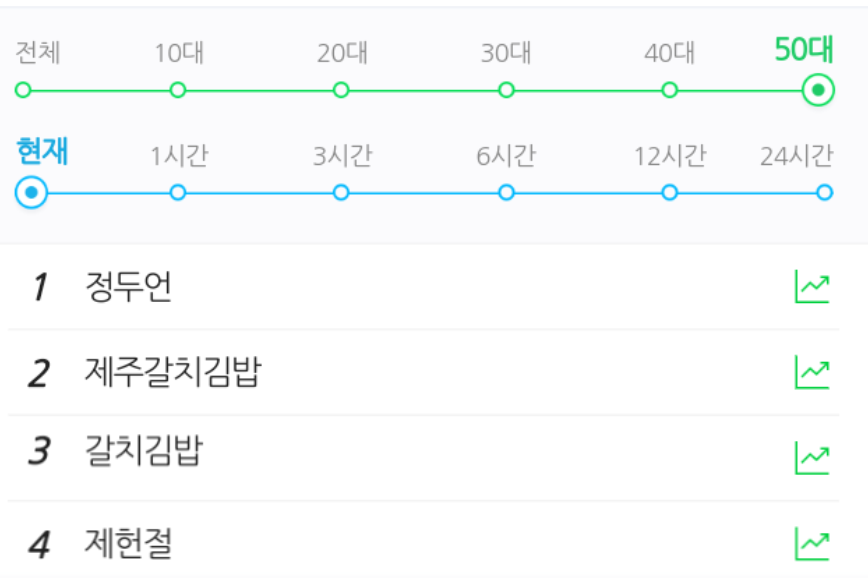 전체 10대 20대 30대 40대 50대
현재 1시간 3시간 6시간 12시간 24시간
1 정두언
2 제주갈치김밥
3 갈치김밥
4 제헌절